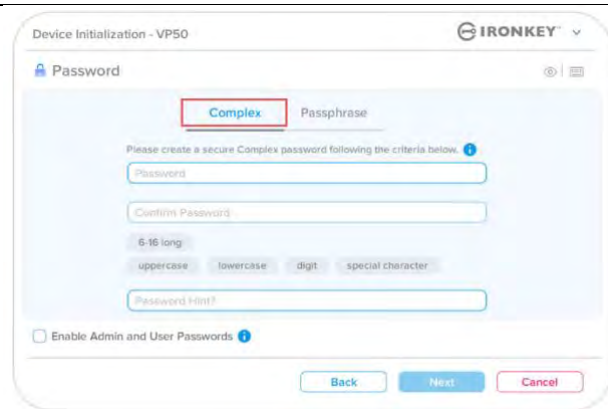 Device Initialization - VP50
IRONKEY
Password
Complex Passphrase
Please create a secure Complex password following the criteria below.
Password
Confirm Password
6-16 long
uppercase lowercase digit special character
Password Hint?
Enable Admin and User Passwords
Back Next Cancel